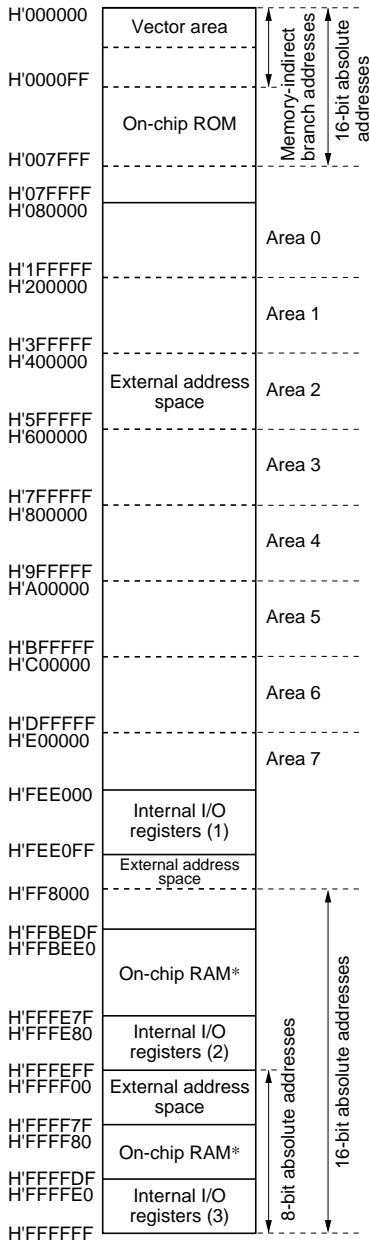 H'000000
Vector area
H'0000FF
On-chip ROM
H'007FFF
H'07FFFF
H'080000
Memory-indirect
branch addresses
16-bit absolute
addresses
Area 0
H'1FFFFF
H'200000
Area 1
H'3FFFFF
H'400000
External address
space
Area 2
H'5FFFFF
H'600000
Area 3
H'7FFFFF
H'800000
Area 4
H'9FFFFF
H'A00000
Area 5
H'BFFFFF
H'C00000
Area 6
H'DFFFFF
H'E00000
Area 7
H'FEE000
Internal I/O
registers (1)
H'FEE0FF
External address
space
H'FF8000
H'FFBEDF
H'FFBEE0
On-chip RAM*
H'FFFE7F
H'FFFE80
Internal I/O
registers (2)
H'FFFEFF
H'FFFF00
External address
space
H'FFFF7F
H'FFFF80
On-chip RAM*
H'FFFFDF
H'FFFFE0
Internal I/O
registers (3)
H'FFFFFF
8-bit absolute addresses
16-bit absolute addresses